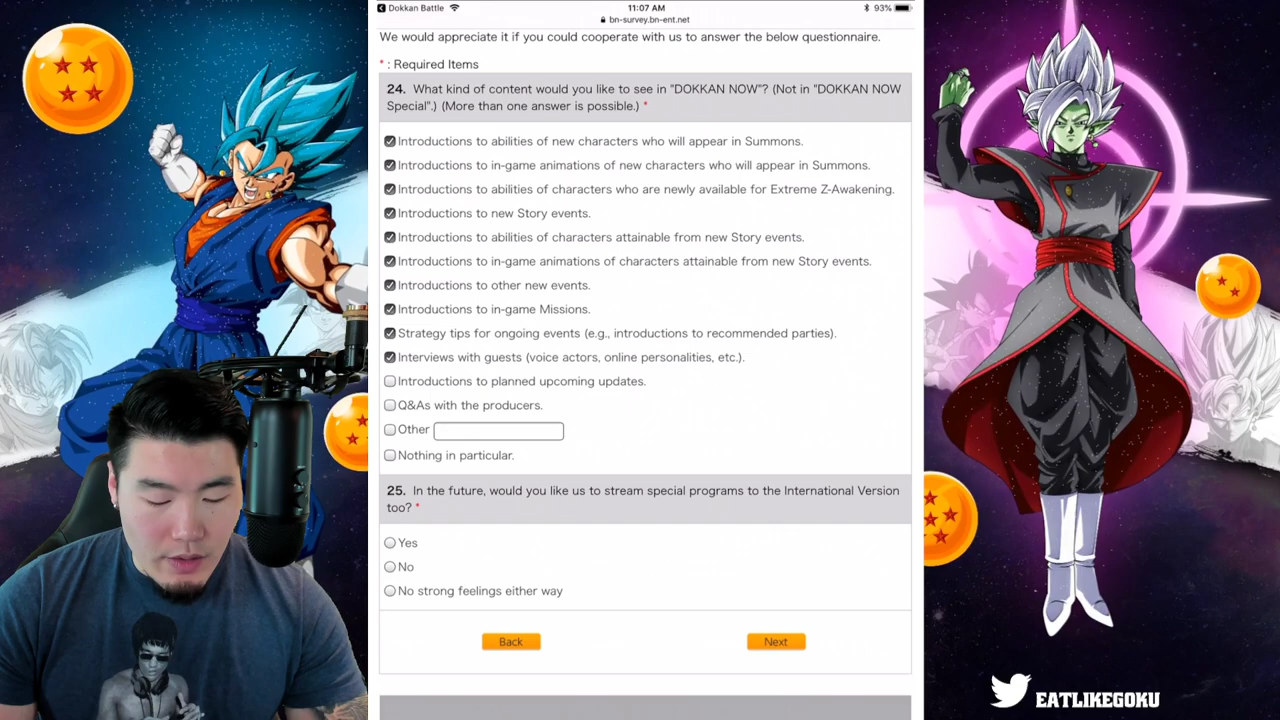 Dokkan Battle
11:07 AM
93%
bn-survey.bn-ent.net
We would appreciate it if you could cooperate with us to answer the below questionnaire.
* : Required Items
24. What kind of content would you like to see in "DOKKAN NOW"? (Not in "DOKKAN NOW
Special".) (More than one answer is possible.) *
Introductions to abilities of new characters who will appear in Summons.
Introductions to in-game animations of new characters who will appear in Summons.
Introductions to abilities of characters who are newly available for Extreme Z-Awakening.
Introductions to new Story events.
Introductions to abilities of characters attainable from new Story events.
Introductions to in-game animations of characters attainable from new Story events.
Introductions to other new events.
Introductions to in-game Missions.
Strategy tips for ongoing events (e.g., introductions to recommended parties).
Interviews with guests (voice actors, online personalities, etc.).
Introductions to planned upcoming updates.
Q&As with the producers.
Other
Nothing in particular.
25. In the future, would you like us to stream special programs to the International Version
too? *
Yes
No
No strong feelings either way
Back
Next
EATLIKEGOKU